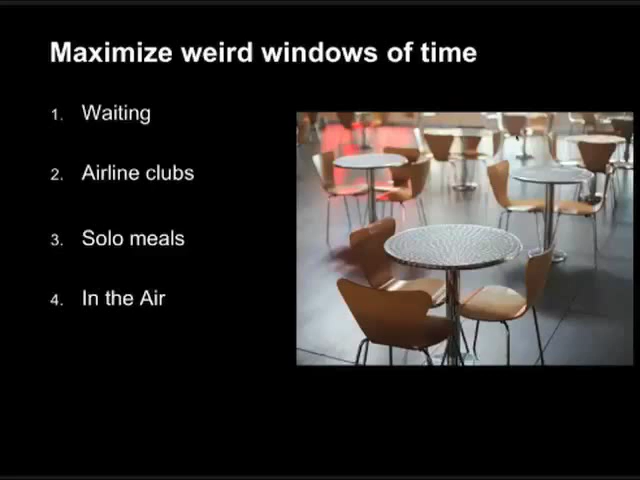 Maximize weird windows of time
1. Waiting
2. Airline clubs
3. Solo meals
4. In the Air